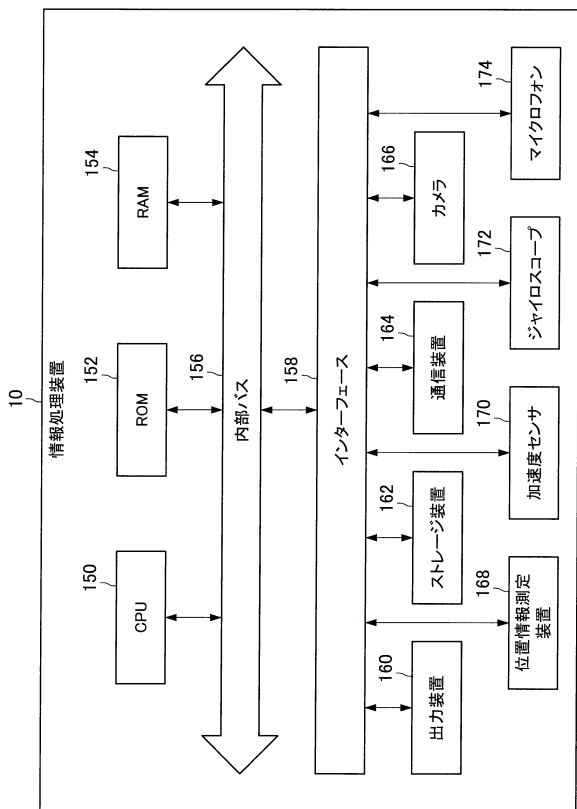 10
情報処理装置
150
CPU
152
ROM
154
RAM
156
内部バス
158
インターフェース
160
出力装置
162
ストレージ装置
164
通信装置
166
カメラ
168
位置情報測定
装置
170
加速度センサ
172
ジャイロスコープ
174
マイクロフォン